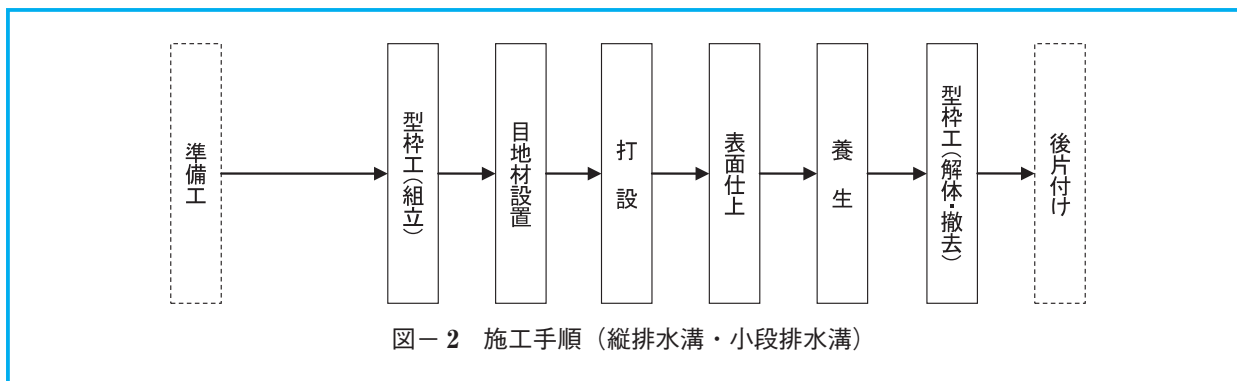 準備工
型枠工(組立)
目地材設置
打設
表面仕上
養生
型枠工(解体・撤去)
後片付け
図－2　施工手順（縦排水溝・小段排水溝）